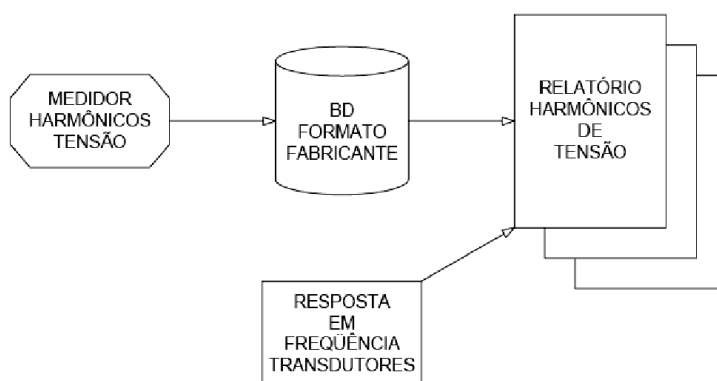 MEDIDOR
HARMÔNICOS
TENSÃO
BD
FORMATO
FABRICANTE
RELATÓRIO
HARMÔNICOS
DE
TENSÃO
RESPOSTA
EM
FREQÜÊNCIA
TRANSDUTORES